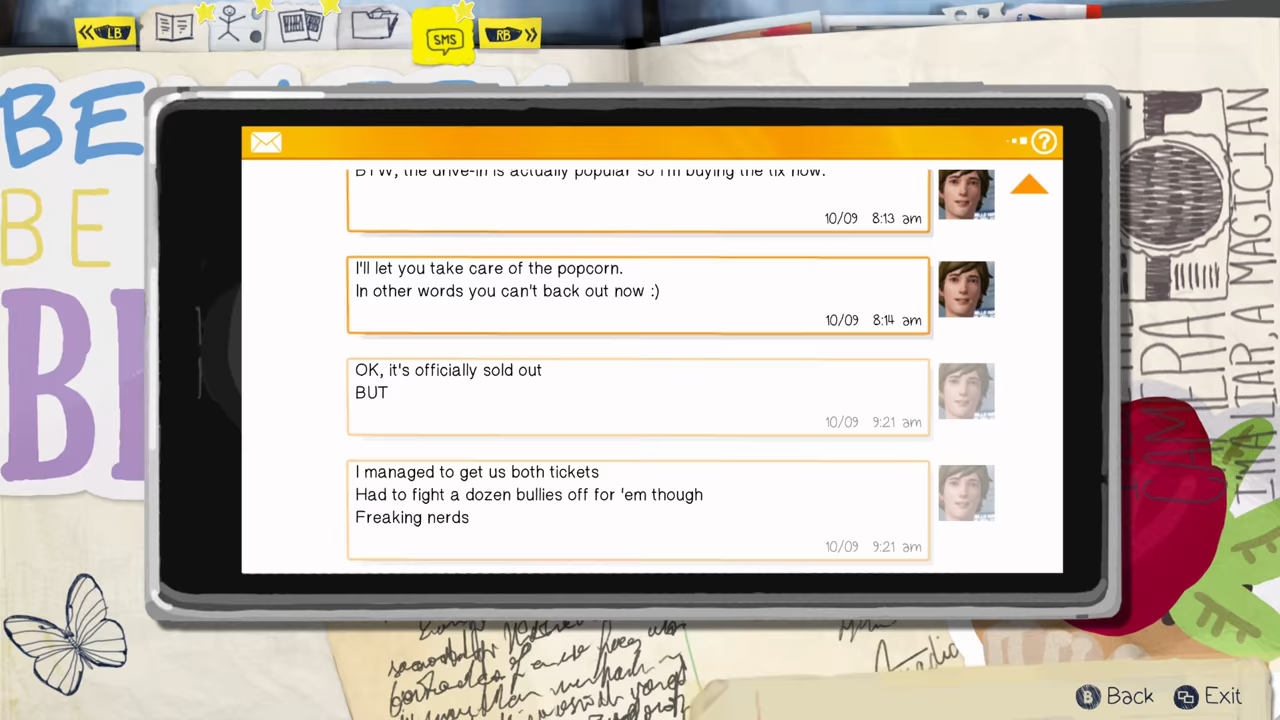 LB
SMS
RB
BE
BE
BTW, the drive-in is actually popular so I'm buying the tix now.
10/09 8:13 am
I'll let you take care of the popcorn.
In other words you can't back out now :)
10/09 8:14 am
OK, it's officially sold out
BUT
10/09 9:21 am
I managed to get us both tickets
Had to fight a dozen bullies off for 'em though
Freaking nerds
10/09 9:21 am
I'M A LIAR, A MAGICIAN
B Back
Exit